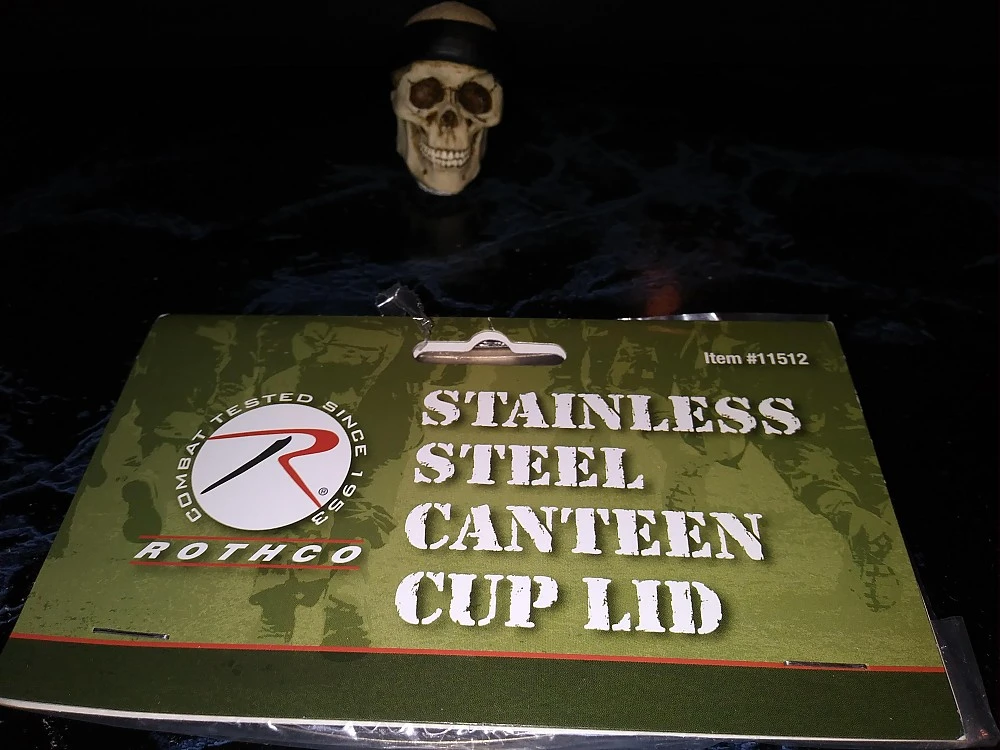 Item #11512
COMBAT TESTED SINCE 1953
®
ROTHCO
STAINLESS
STEEL
CANTEEN
CUP LID